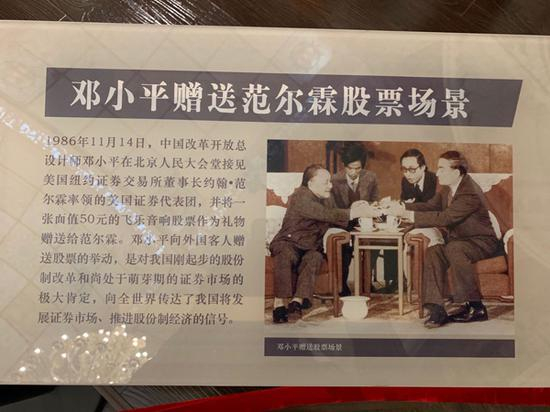 邓小平赠送范尔霖股票场景
1986年11月14日，中国改革开放总
设计师邓小平在北京人民大会堂接见
美国纽约证券交易所董事长约翰•范
尔霖率领的美国证券代表团，并将一
张面值50元的飞乐音响股票作为礼物
赠送给范尔霖。邓小平向外国客人赠
送股票的举动，是对我国刚起步的股份
制改革和尚处于萌芽期的证券市场的
极大肯定，向全世界传达了我国将发
展证券市场、推进股份制经济的信号。
邓小平赠送股票场景